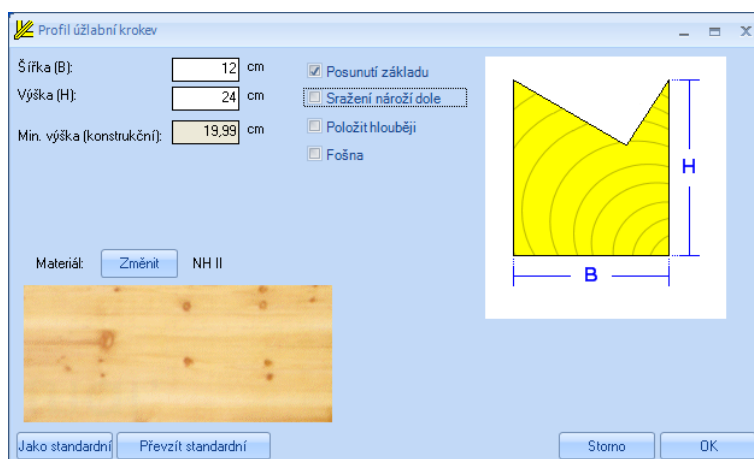 Profil úžlabní krokev
Šířka (B): 12 cm
Výška (H): 24 cm
Min. výška (konstrukční): 19,99 cm
Posunutí základu
Sražení nároží dole
Položit hlouběji
Fošna
H
B
Materiál: Změnit NH II
Jako standardní Převzít standardní Storno OK